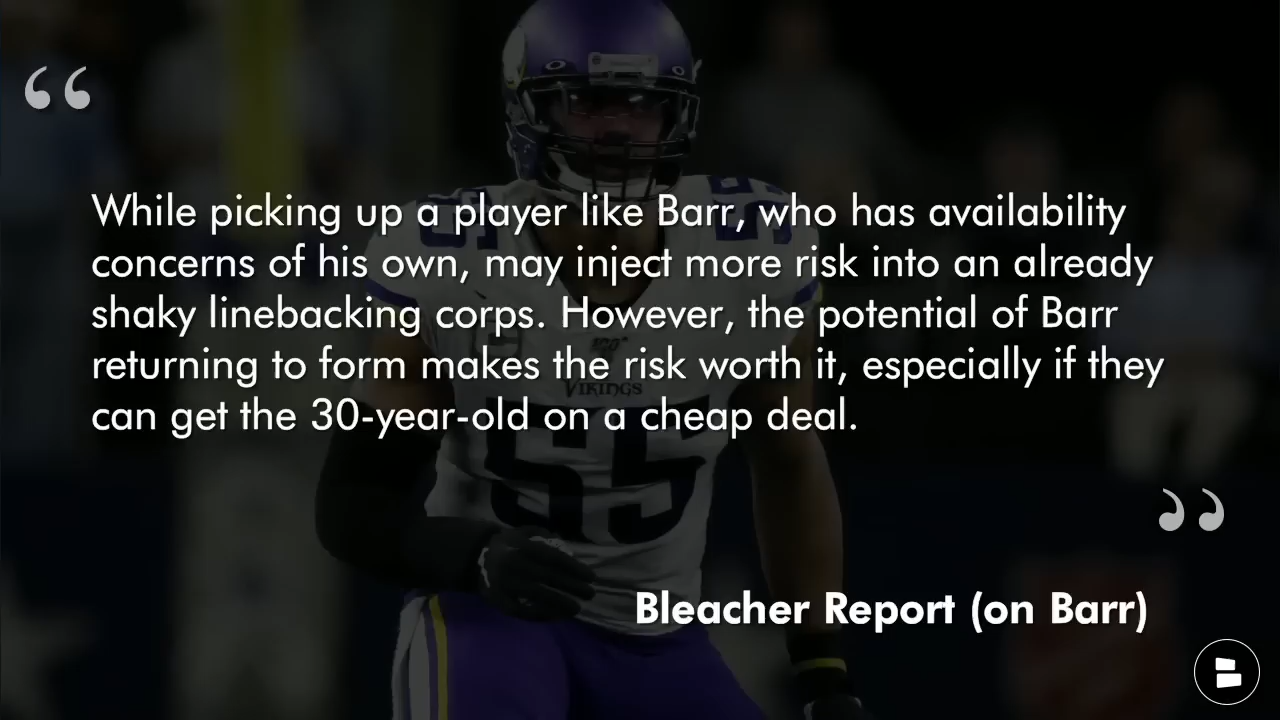 “
While picking up a player like Barr, who has availability
concerns of his own, may inject more risk into an already
shaky linebacking corps. However, the potential of Barr
returning to form makes the risk worth it, especially if they
can get the 30-year-old on a cheap deal.
”
Bleacher Report (on Barr)
VIKINGS
55